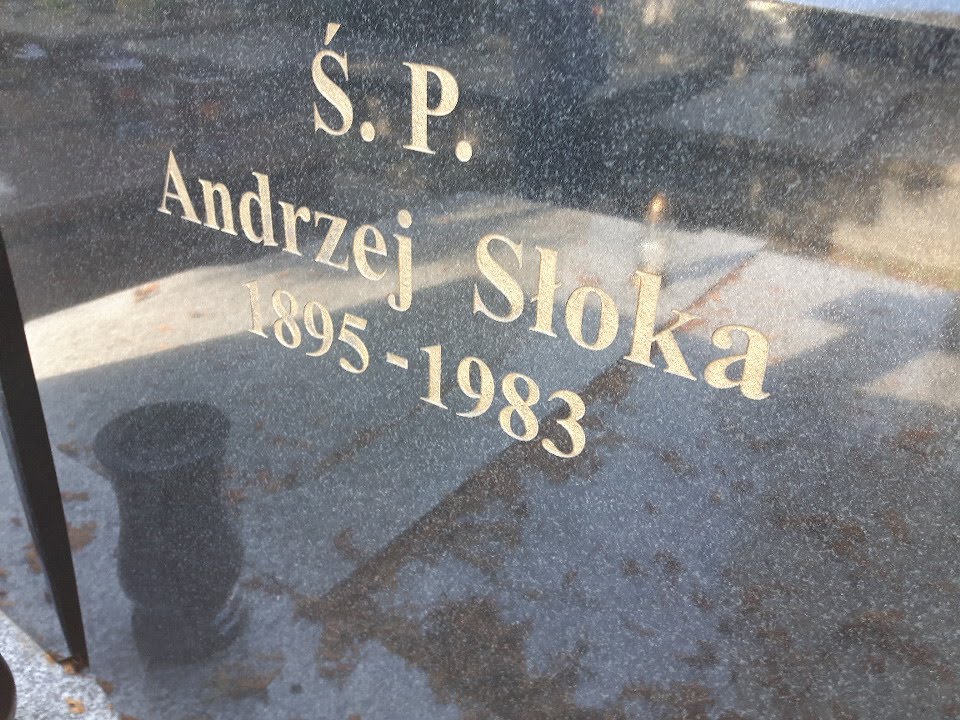 Ś. P.
Andrzej Słoka
1895 - 1983